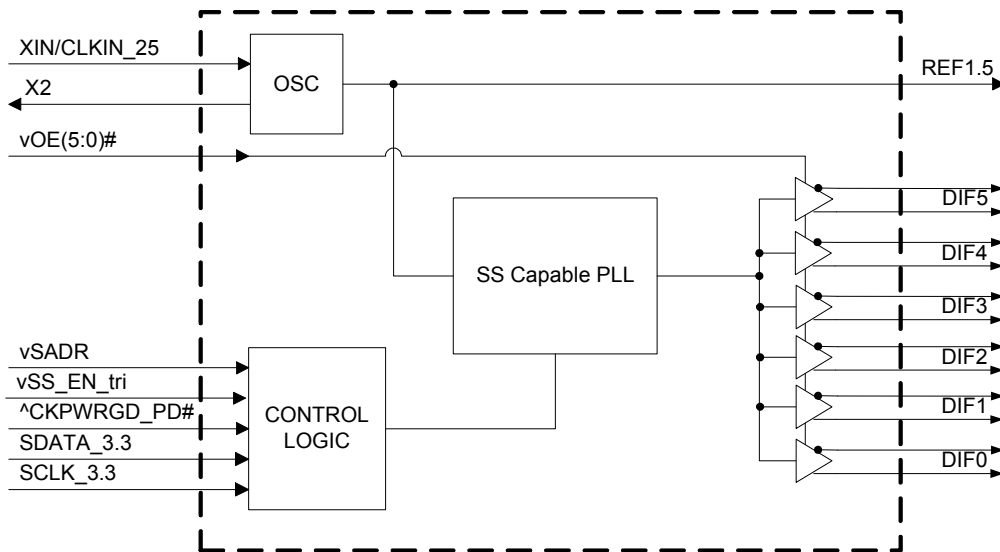 XIN/CLKIN_25
X2
vOE(5:0)#
OSC
REF1.5
SS Capable PLL
DIF5
DIF4
DIF3
DIF2
DIF1
DIF0
vSADR
vSS_EN_tri
^CKPWRGD_PD#
SDATA_3.3
SCLK_3.3
CONTROL
LOGIC